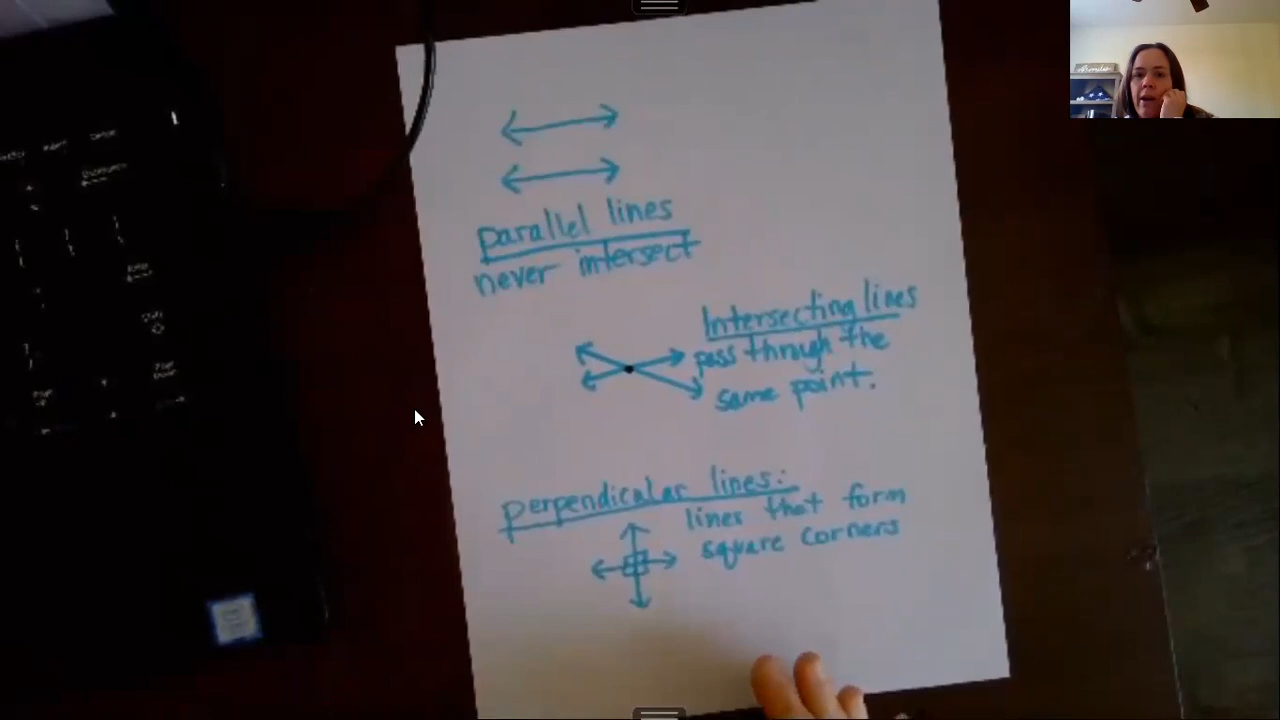 parallel lines
never intersect
Intersecting lines
pass through the
same point.
perpendicular lines:
lines that form
square corners